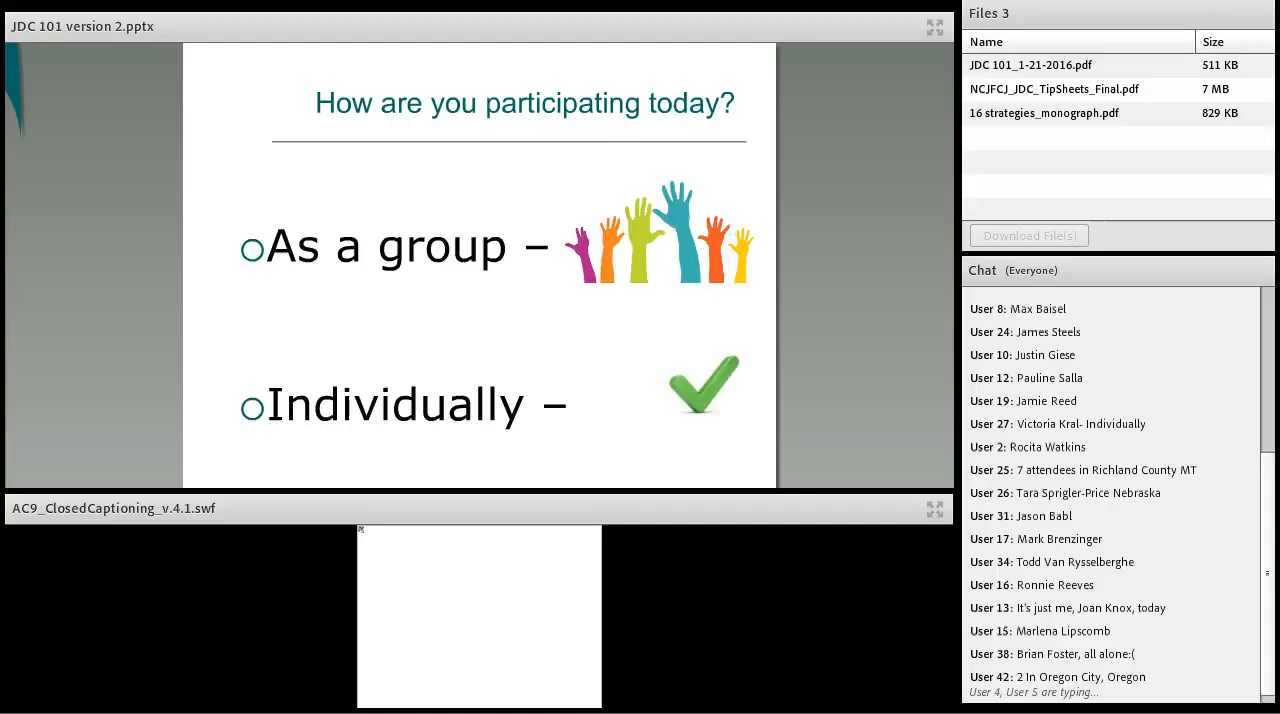 JDC 101 version 2.pptx
How are you participating today?
As a group –
Individually –
AC9_ClosedCaptioning_v.4.1.swf
Files 3
Name Size
JDC 101_1-21-2016.pdf 511 KB
NCJFCJ_JDC_TipSheets_Final.pdf 7 MB
16 strategies_monograph.pdf 829 KB
Download File(s)
Chat (Everyone)
User 8: Max Baisel
User 24: James Steels
User 10: Justin Giese
User 12: Pauline Salla
User 19: Jamie Reed
User 27: Victoria Kral- Individually
User 2: Rocita Watkins
User 25: 7 attendees in Richland County MT
User 26: Tara Sprigler-Price Nebraska
User 31: Jason Babl
User 17: Mark Brenzinger
User 34: Todd Van Rysselberghe
User 16: Ronnie Reeves
User 13: It's just me, Joan Knox, today
User 15: Marlena Lipscomb
User 38: Brian Foster, all alone:(
User 42: 2 In Oregon City, Oregon
User 4, User 5 are typing...